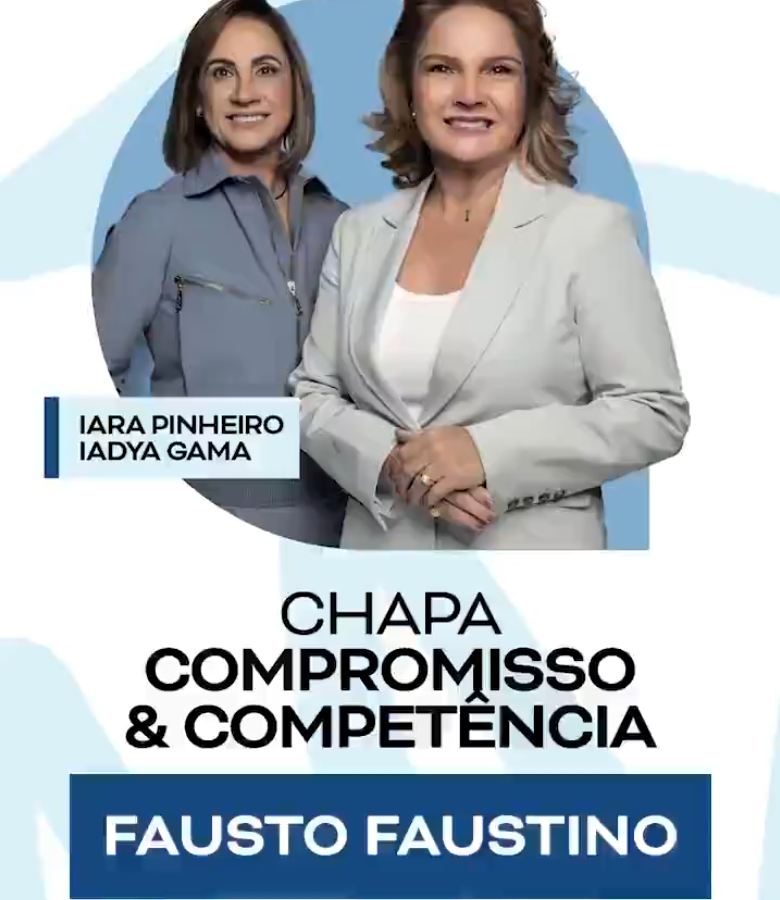 IARA PINHEIRO
IADYA GAMA
CHAPA
COMPROMISSO
& COMPETÊNCIA
FAUSTO FAUSTINO